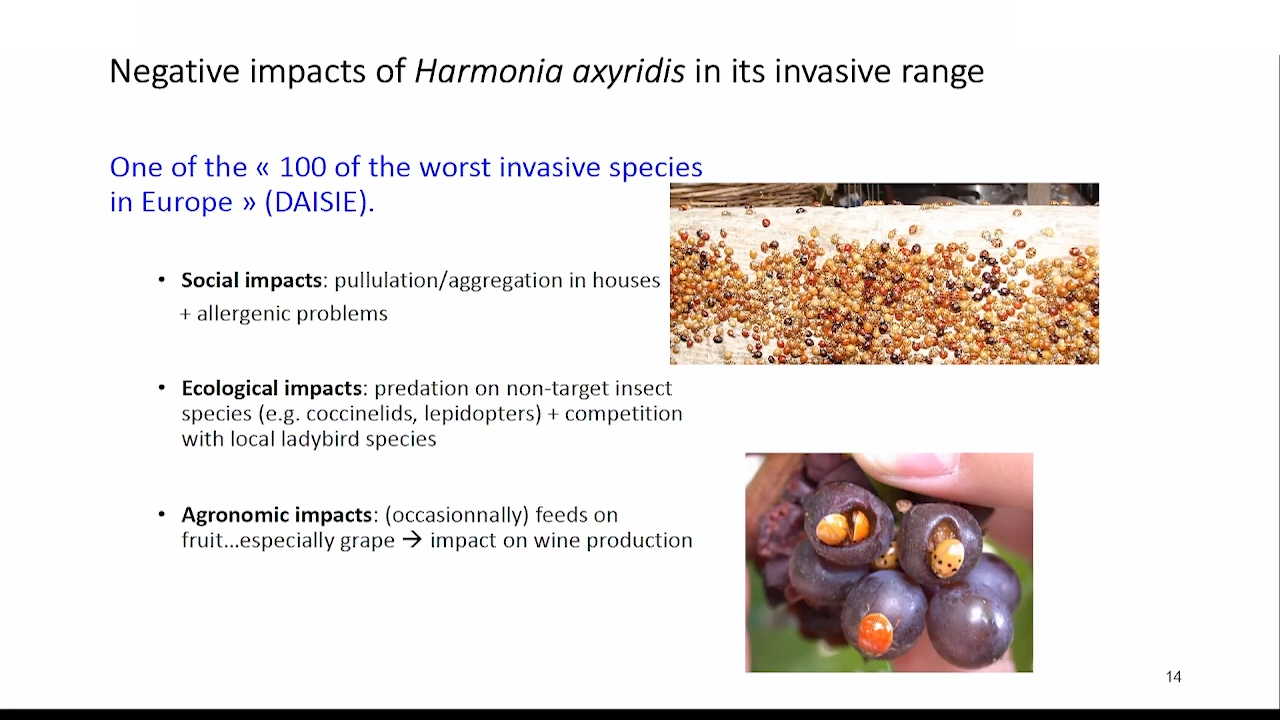 Negative impacts of Harmonia axyridis in its invasive range
One of the « 100 of the worst invasive species
in Europe » (DAISIE).
• Social impacts: pullulation/aggregation in houses
+ allergenic problems
• Ecological impacts: predation on non-target insect
species (e.g. coccinelids, lepidopters) + competition
with local ladybird species
• Agronomic impacts: (occasionnally) feeds on
fruit...especially grape → impact on wine production
14